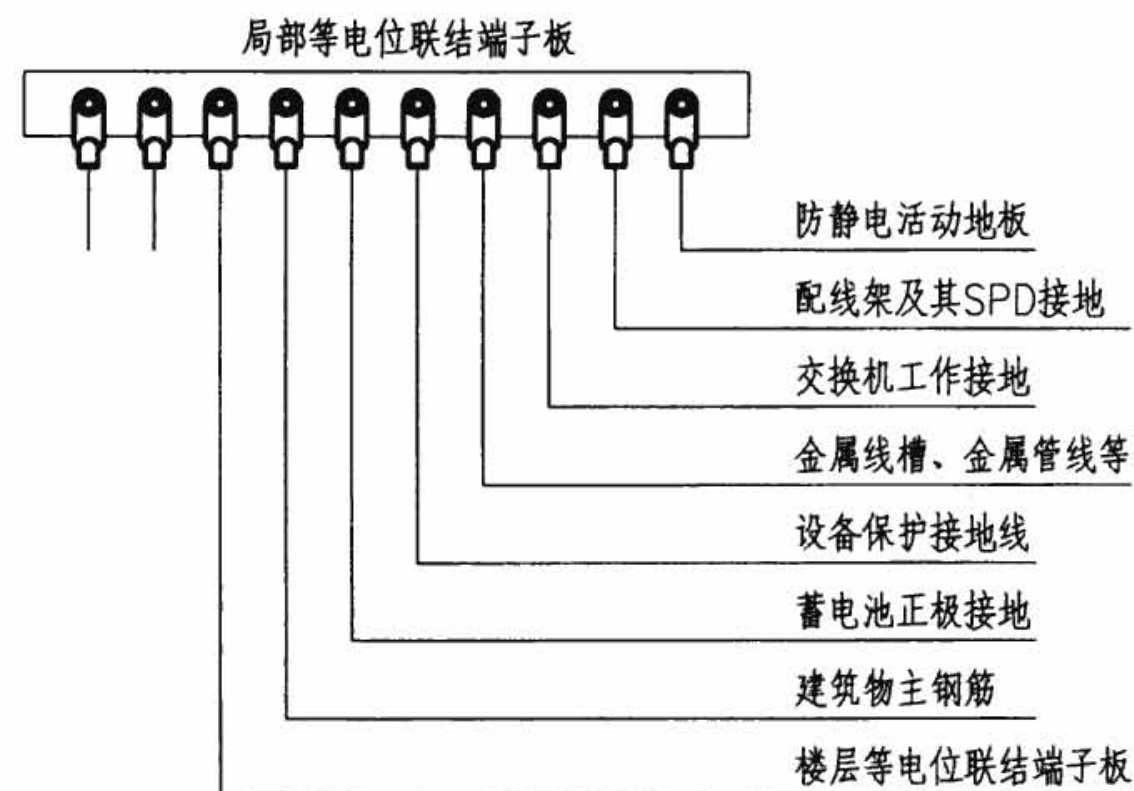 局部等电位联结端子板
防静电活动地板
配线架及其SPD接地
交换机工作接地
金属线槽、金属管线等
设备保护接地线
蓄电池正极接地
建筑物主钢筋
楼层等电位联结端子板